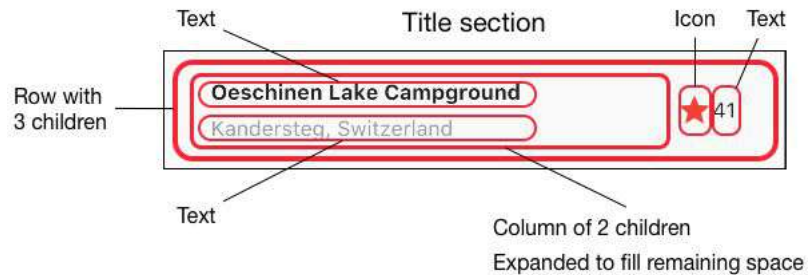 Text
Title section
Icon
Text
Row with
3 children
Oeschinen Lake Campground
Kandersteg, Switzerland
41
Text
Column of 2 children
Expanded to fill remaining space